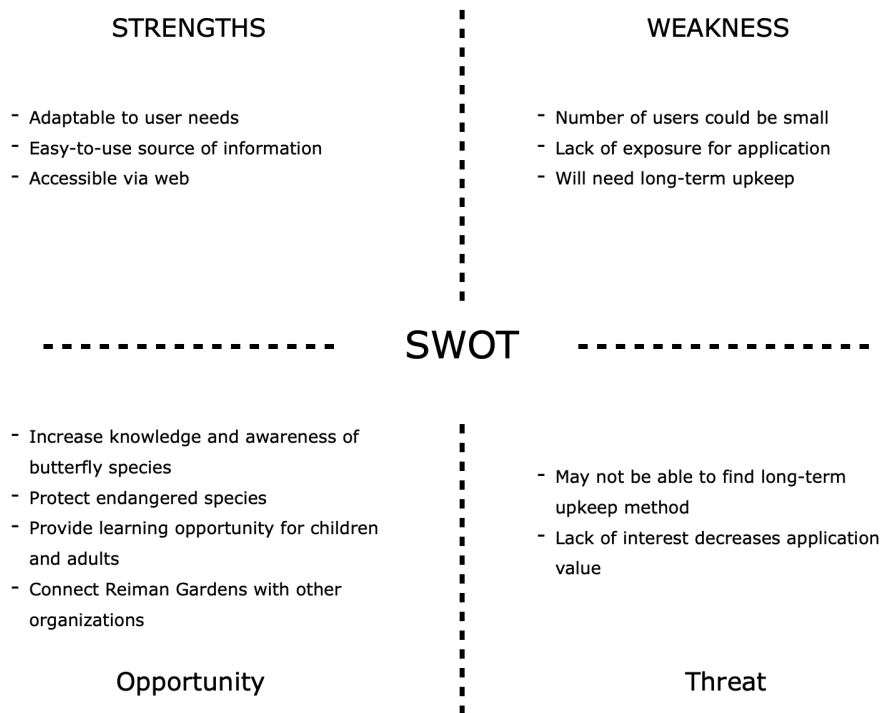 STRENGTHS
- Adaptable to user needs
- Easy-to-use source of information
- Accessible via web
WEAKNESS
- Number of users could be small
- Lack of exposure for application
- Will need long-term upkeep
SWOT
- Increase knowledge and awareness of
butterfly species
- Protect endangered species
- Provide learning opportunity for children
and adults
- Connect Reiman Gardens with other
organizations
Opportunity
- May not be able to find long-term
upkeep method
- Lack of interest decreases application
value
Threat